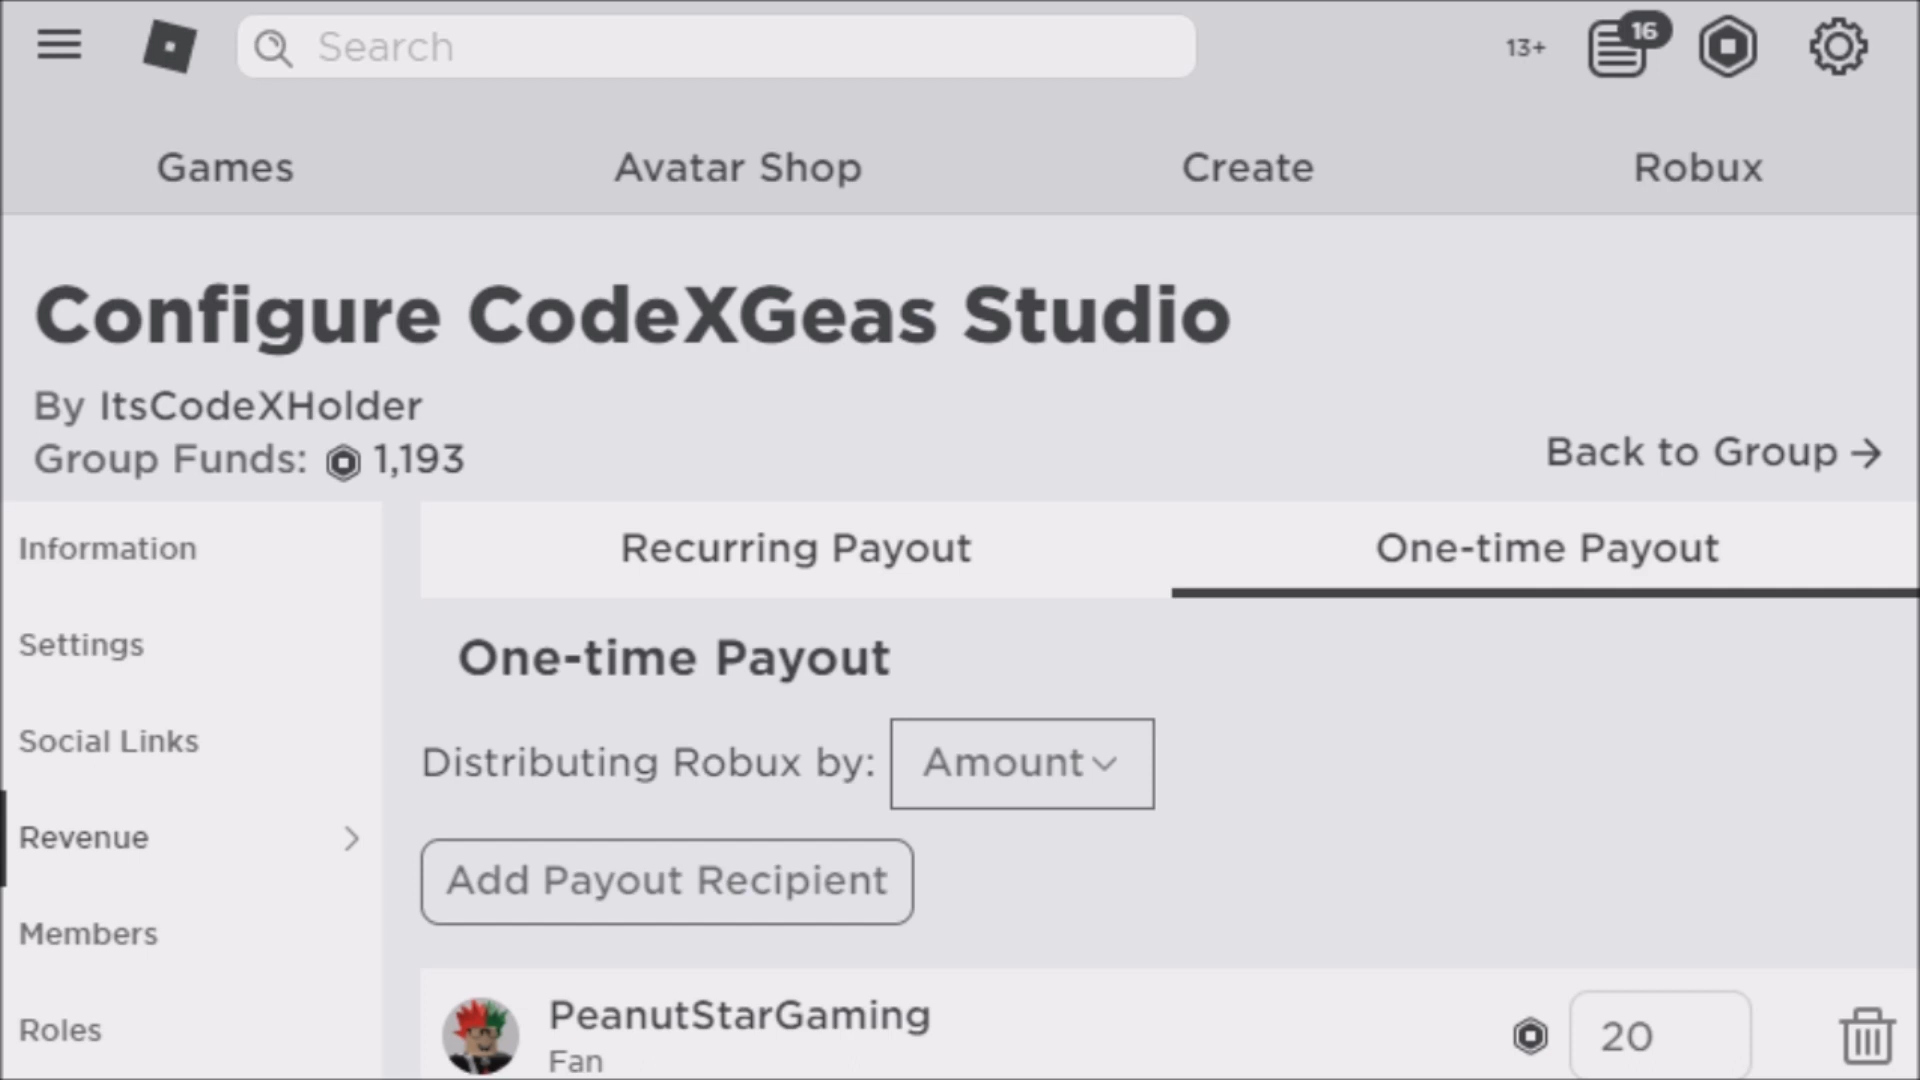 Search
13+
16
Games
Avatar Shop
Create
Robux
Configure CodeXGeas Studio
By ItsCodeXHolder
Group Funds: 1,193
Back to Group →
Information
Settings
Social Links
Revenue
Members
Roles
Recurring Payout
One-time Payout
One-time Payout
Distributing Robux by: Amount
Add Payout Recipient
PeanutStarGaming
Fan
20